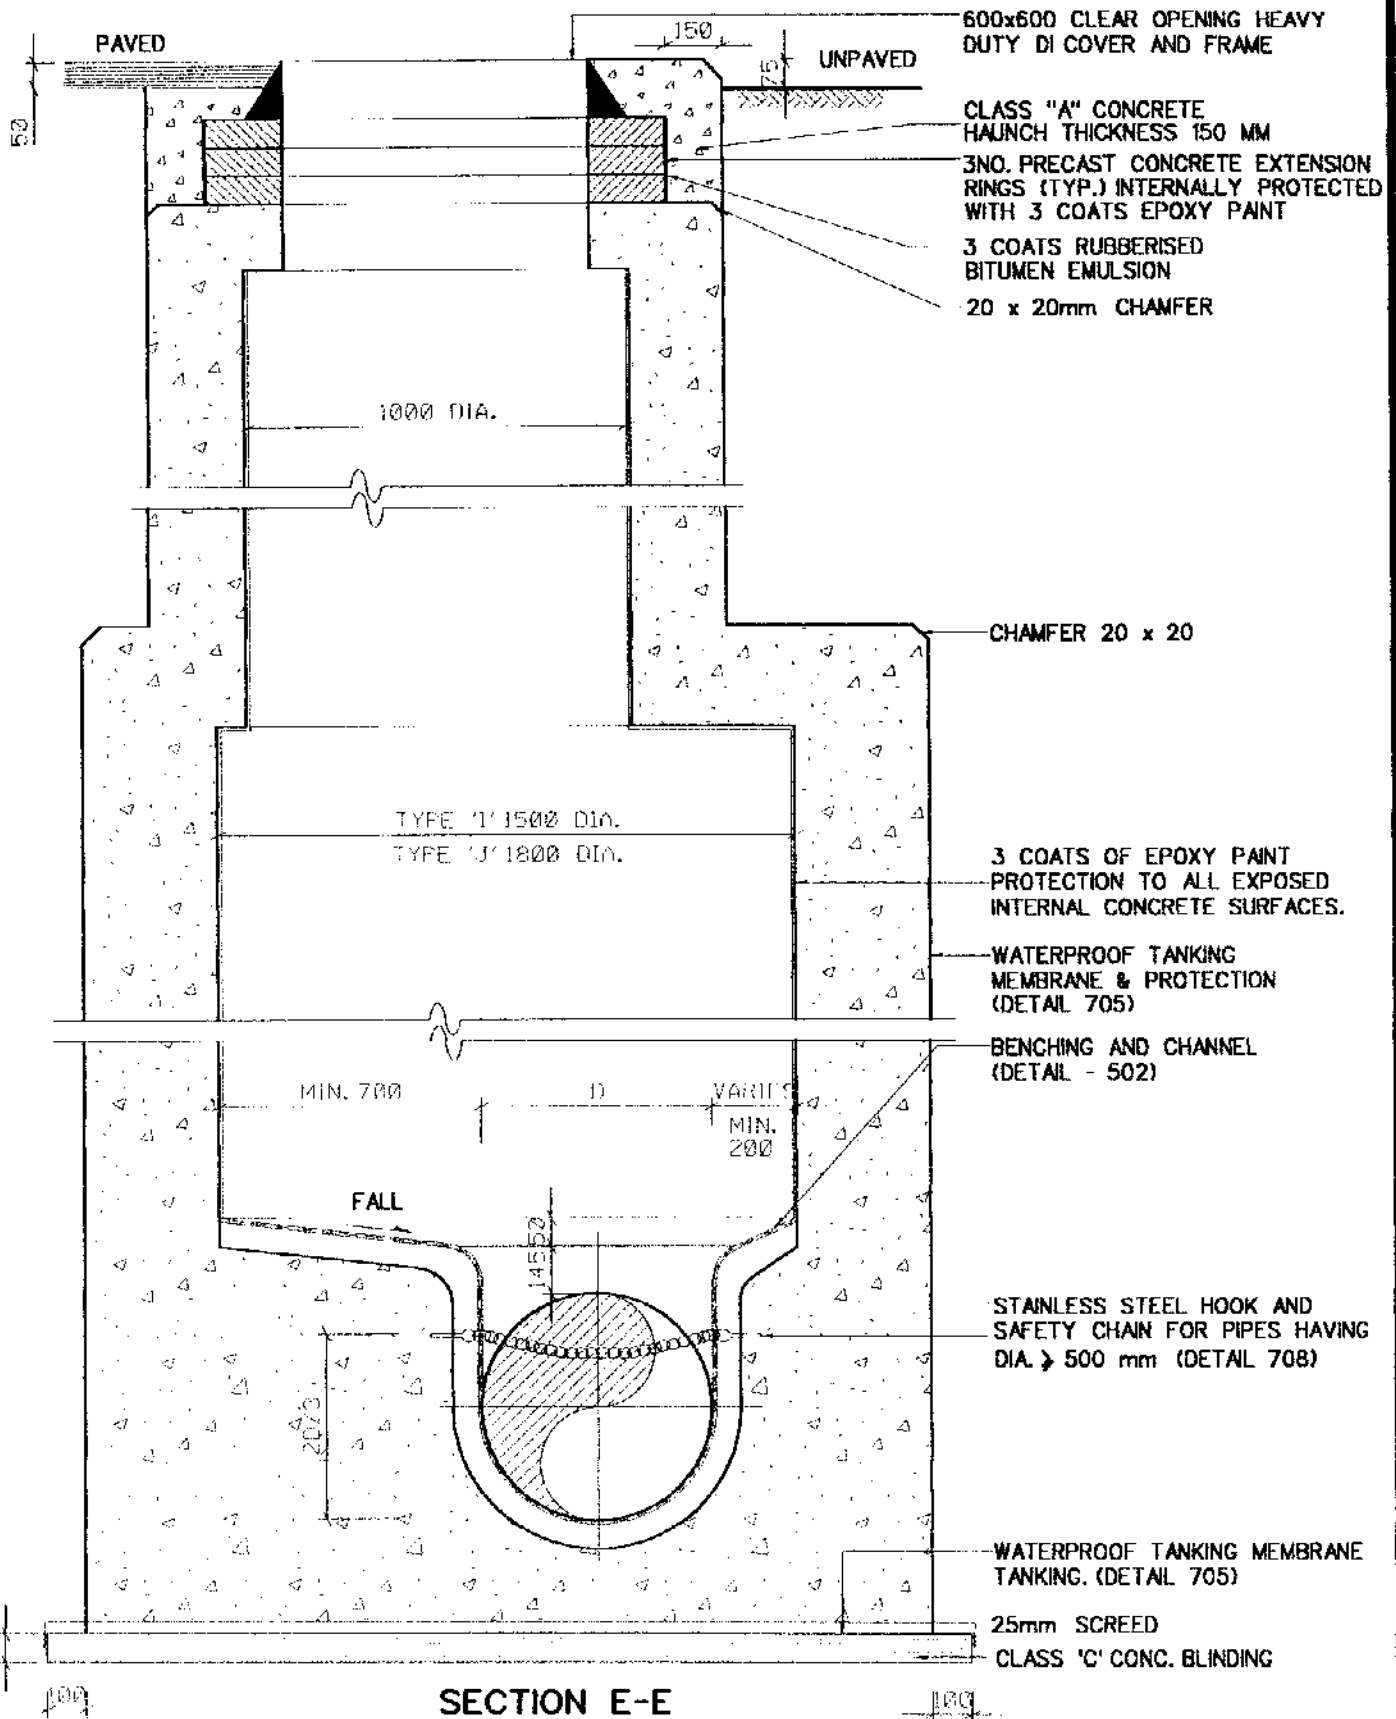 600x600 CLEAR OPENING HEAVY
DUTY DI COVER AND FRAME
150
PAVED
UNPAVED
75
50
CLASS "A" CONCRETE
HAUNCH THICKNESS 150 MM
3NO. PRECAST CONCRETE EXTENSION
RINGS (TYP.) INTERNALLY PROTECTED
WITH 3 COATS EPOXY PAINT
3 COATS RUBBERISED
BITUMEN EMULSION
20 x 20mm CHAMFER
1000 DIA.
CHAMFER 20 x 20
TYPE 'I' 1500 DIA.
TYPE 'J' 1800 DIA.
3 COATS OF EPOXY PAINT
PROTECTION TO ALL EXPOSED
INTERNAL CONCRETE SURFACES.
WATERPROOF TANKING
MEMBRANE & PROTECTION
(DETAIL 705)
BENCHING AND CHANNEL
(DETAIL - 502)
MIN. 700
D
VARIES
MIN.
200
FALL
50
2D/3
STAINLESS STEEL HOOK AND
SAFETY CHAIN FOR PIPES HAVING
DIA. > 500 mm (DETAIL 708)
WATERPROOF TANKING MEMBRANE
TANKING. (DETAIL 705)
25mm SCREED
CLASS 'C' CONC. BLINDING
100
SECTION E-E
100